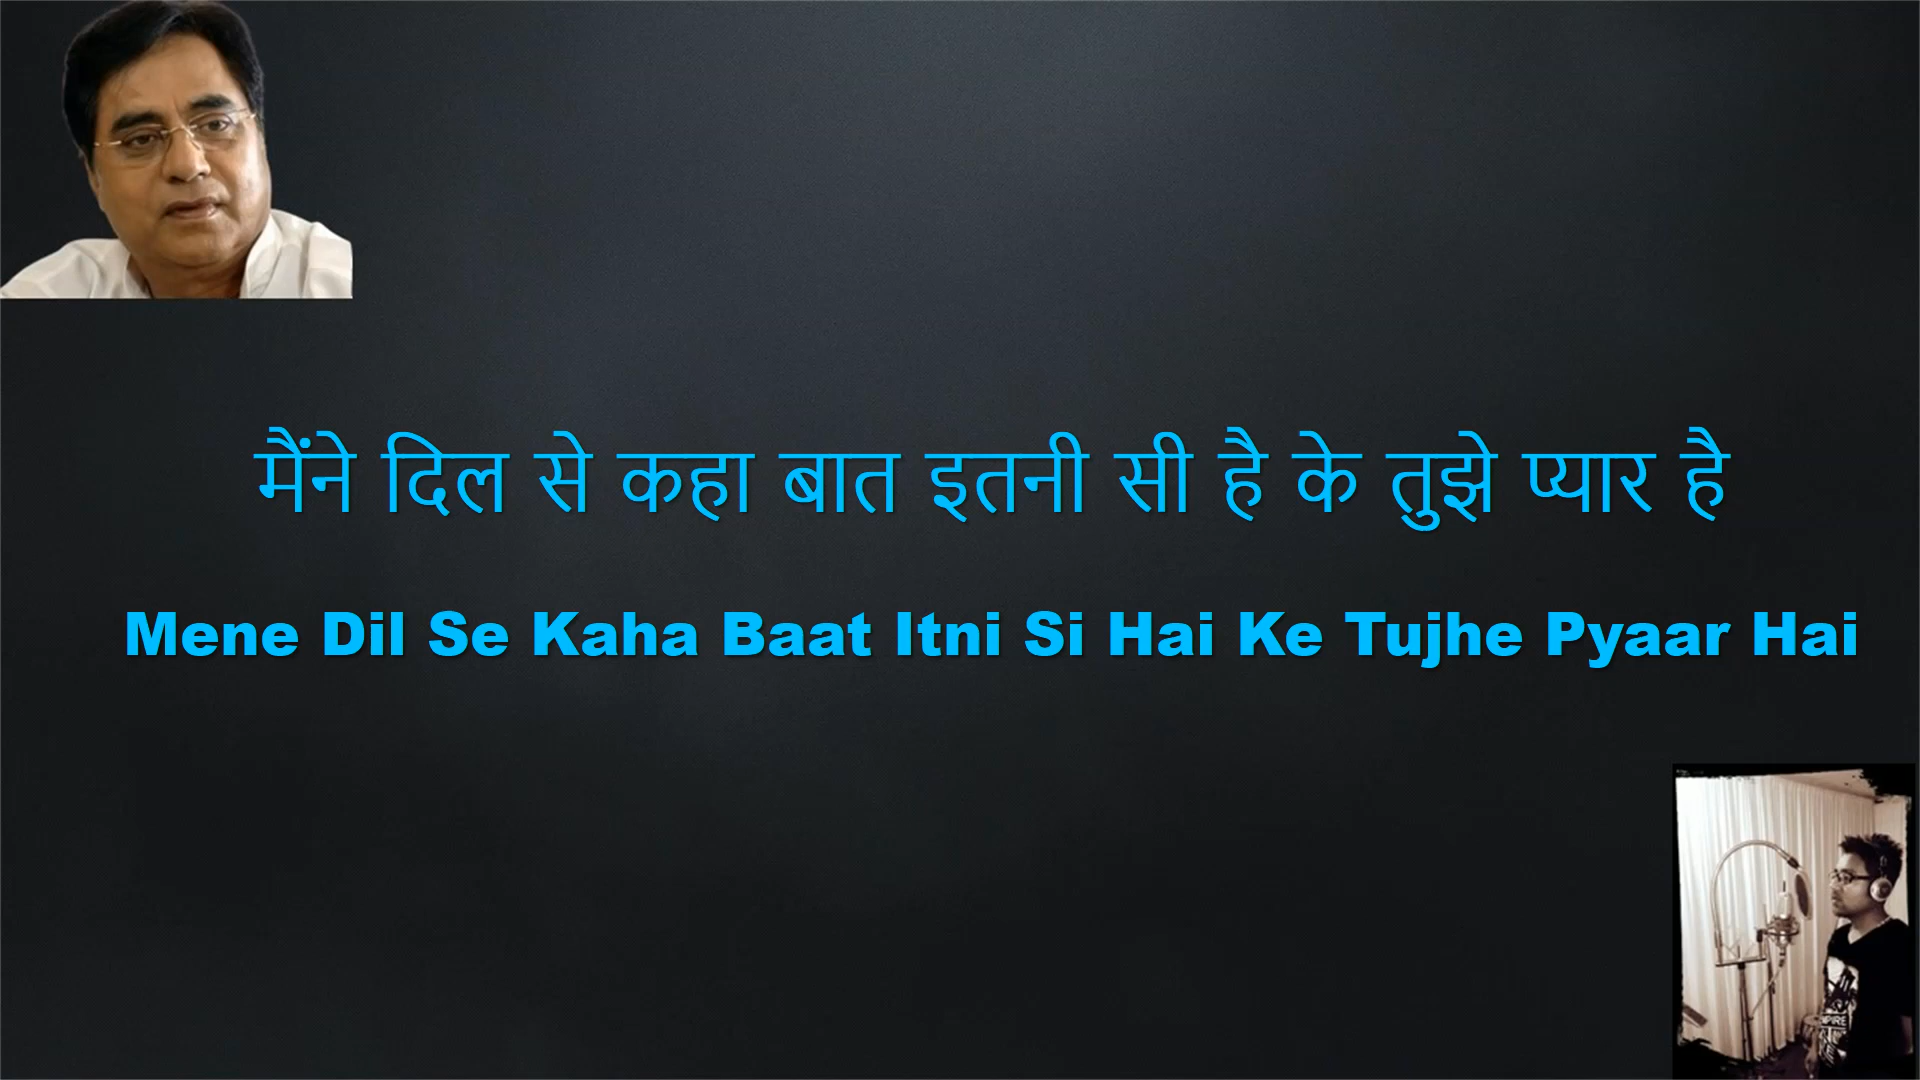 मैंने दिल से कहा बात इतनी सी है के तुझे प्यार है
Mene Dil Se Kaha Baat Itni Si Hai Ke Tujhe Pyaar Hai